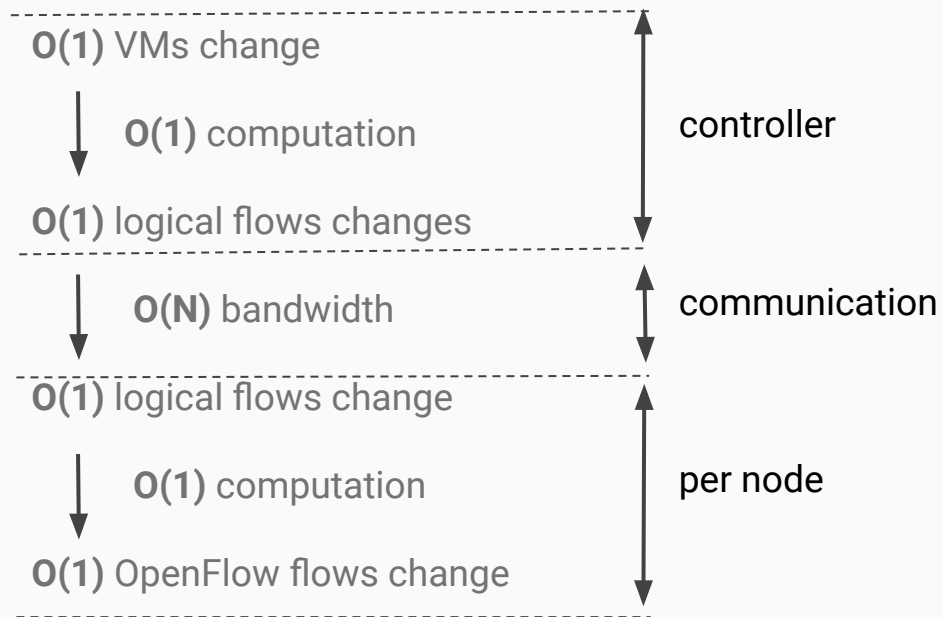 O(1) VMs change
O(1) computation
controller
O(1) logical flows changes
O(N) bandwidth
communication
O(1) logical flows change
O(1) computation
per node
O(1) OpenFlow flows change